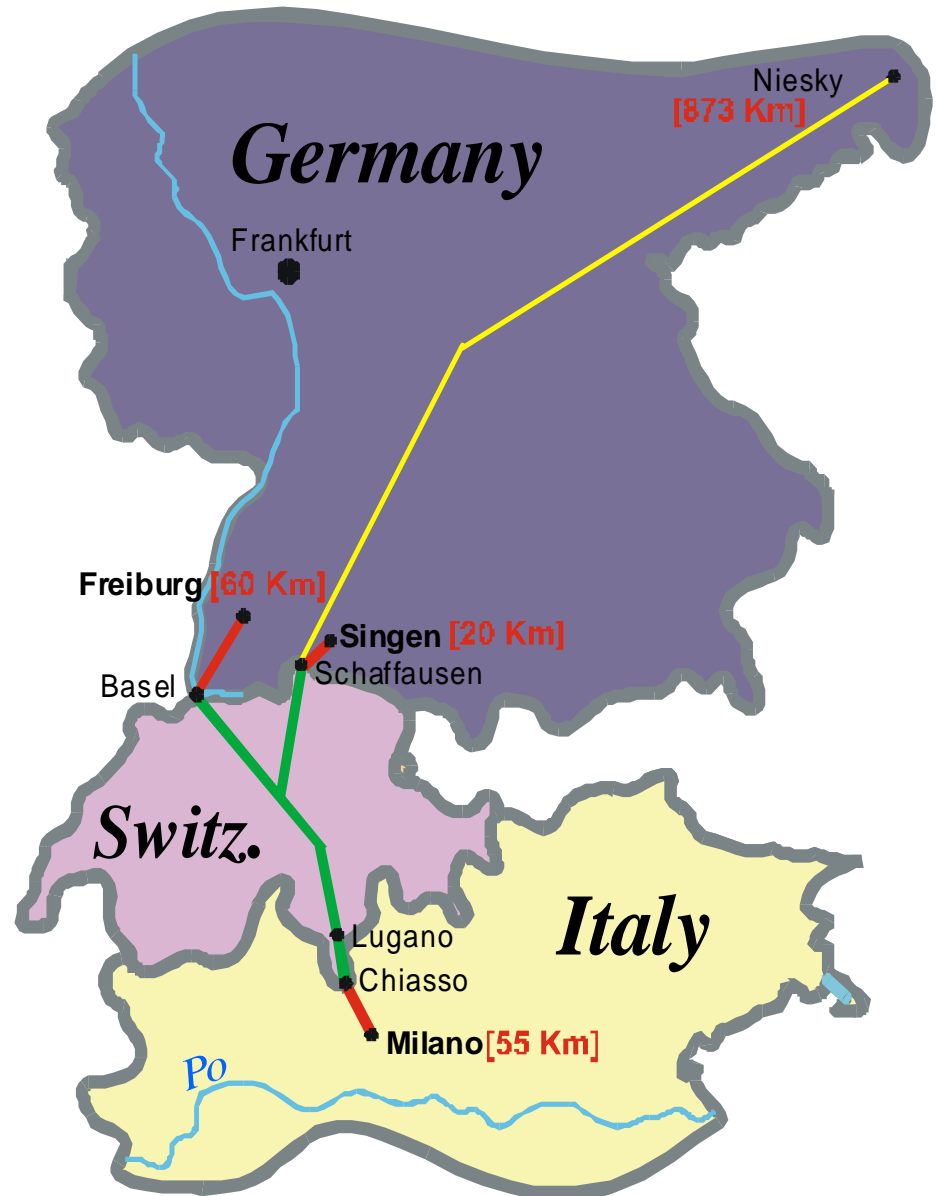 Niesky
[873 Km]
Germany
Frankfurt
Freiburg [60 Km]
Singen [20 Km]
Schaffausen
Basel
Switz.
Italy
Lugano
Chiasso
Milano [55 Km]
Po